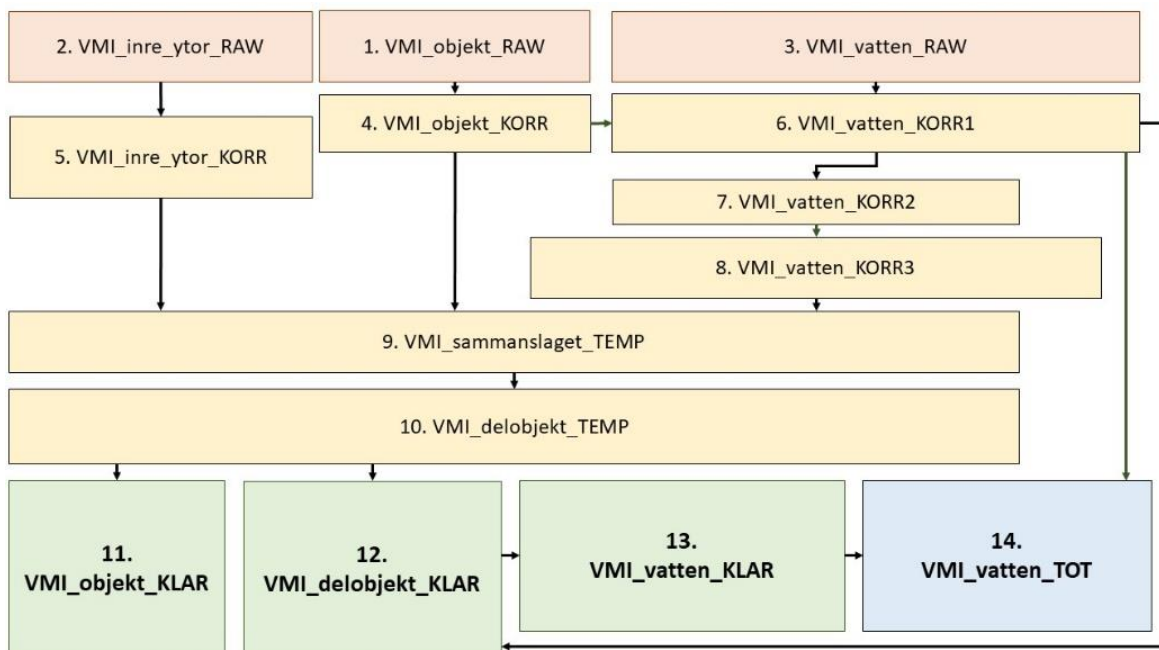 2. VMI_inre_ytor_RAW
1. VMI_objekt_RAW
3. VMI_vatten_RAW
4. VMI_objekt_KORR
6. VMI_vatten_KORR1
5. VMI_inre_ytor_KORR
7. VMI_vatten_KORR2
8. VMI_vatten_KORR3
9. VMI_sammanslaget_TEMP
10. VMI_delobjekt_TEMP
11.
VMI_objekt_KLAR
12.
VMI_delobjekt_KLAR
13.
VMI_vatten_KLAR
14.
VMI_vatten_TOT